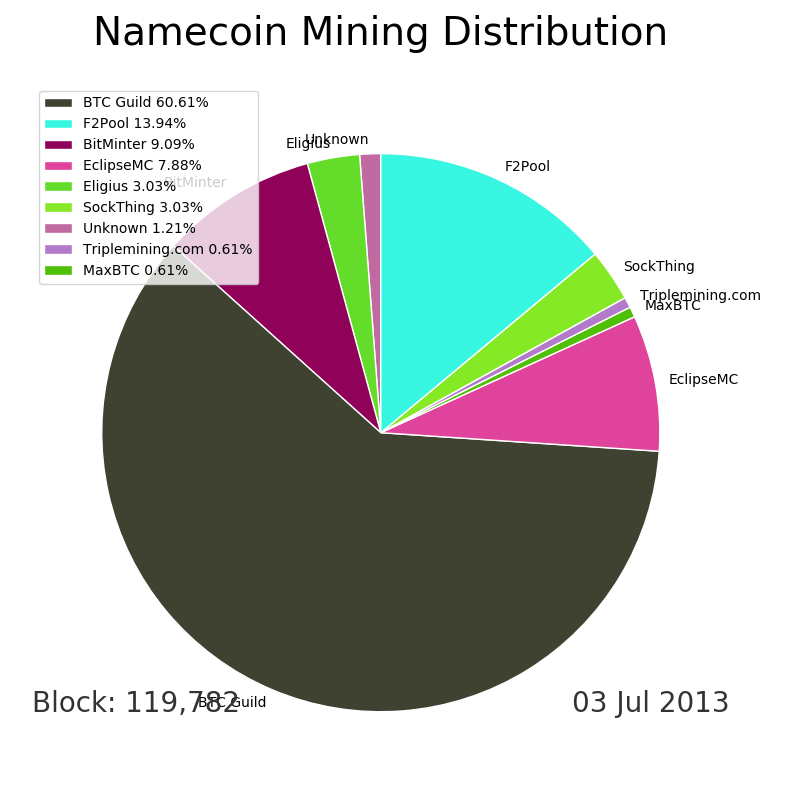 Namecoin Mining Distribution
BTC Guild 60.61%
F2Pool 13.94%
BitMinter 9.09%
EclipseMC 7.88%
Eligius 3.03%
SockThing 3.03%
Unknown 1.21%
Triplemining.com 0.61%
MaxBTC 0.61%
Unknown
Eligius
F2Pool
BitMinter
SockThing
Triplemining.com
MaxBTC
EclipseMC
BTC Guild
Block: 119,782
03 Jul 2013